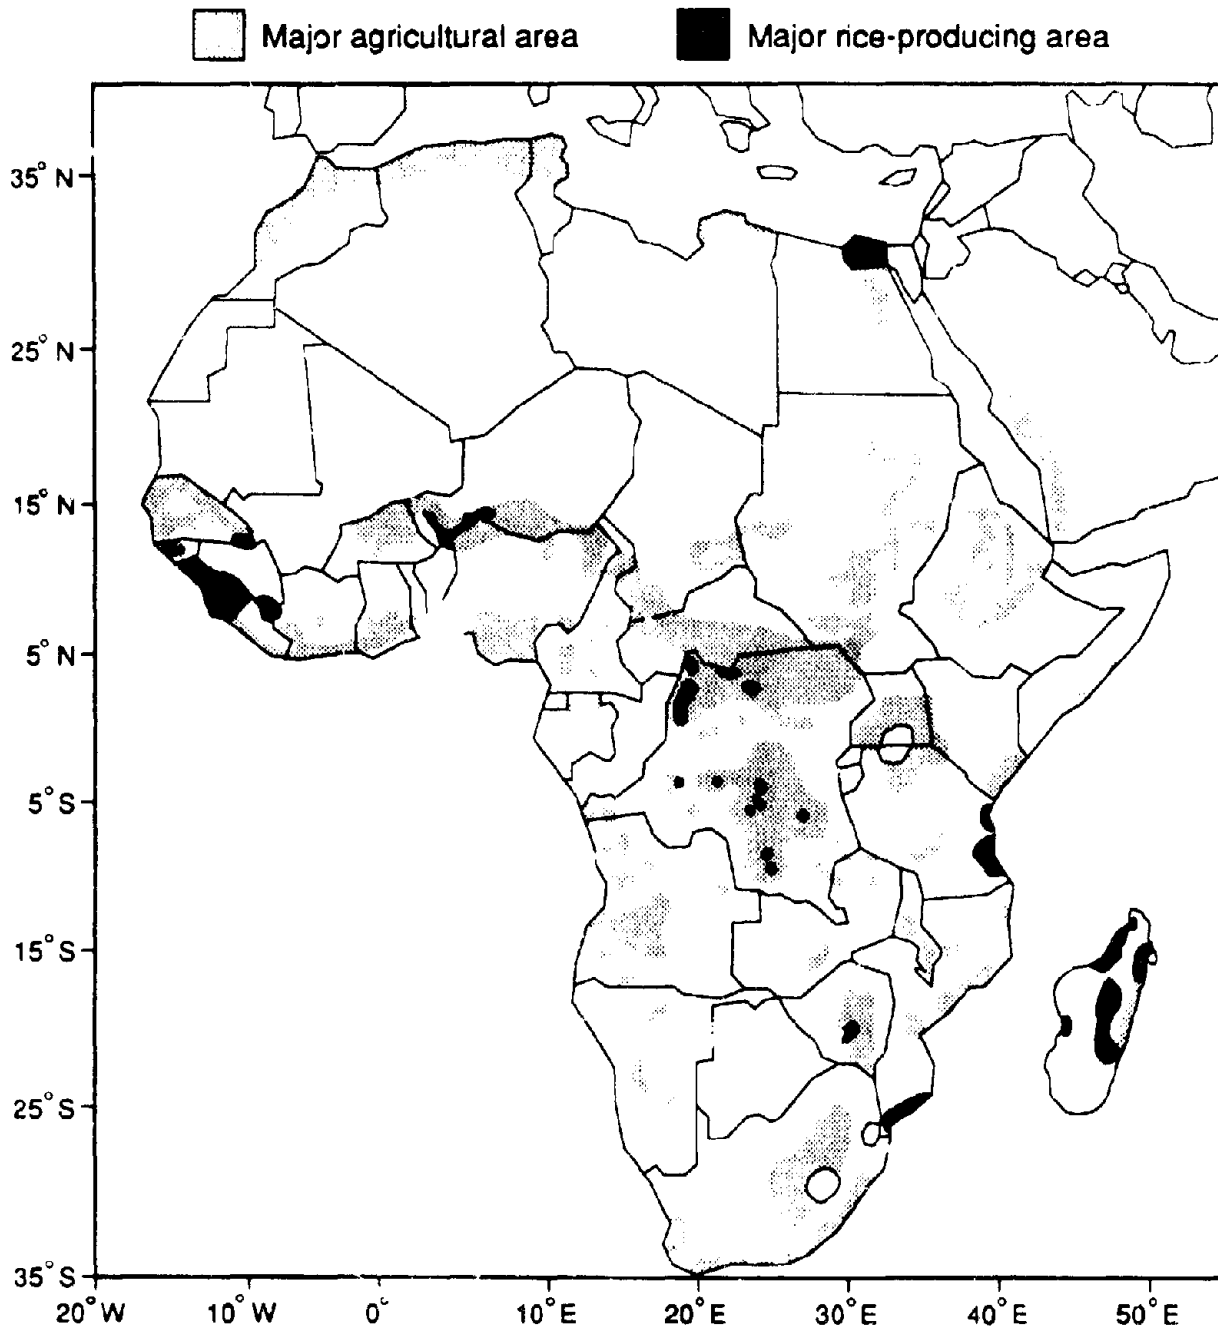 Major agricultural area
Major rice-producing area
35° N
25° N
15° N
5° N
5° S
15° S
25° S
35° S
20° W
10° W
0°
10° E
20° E
30° E
40° E
50° E